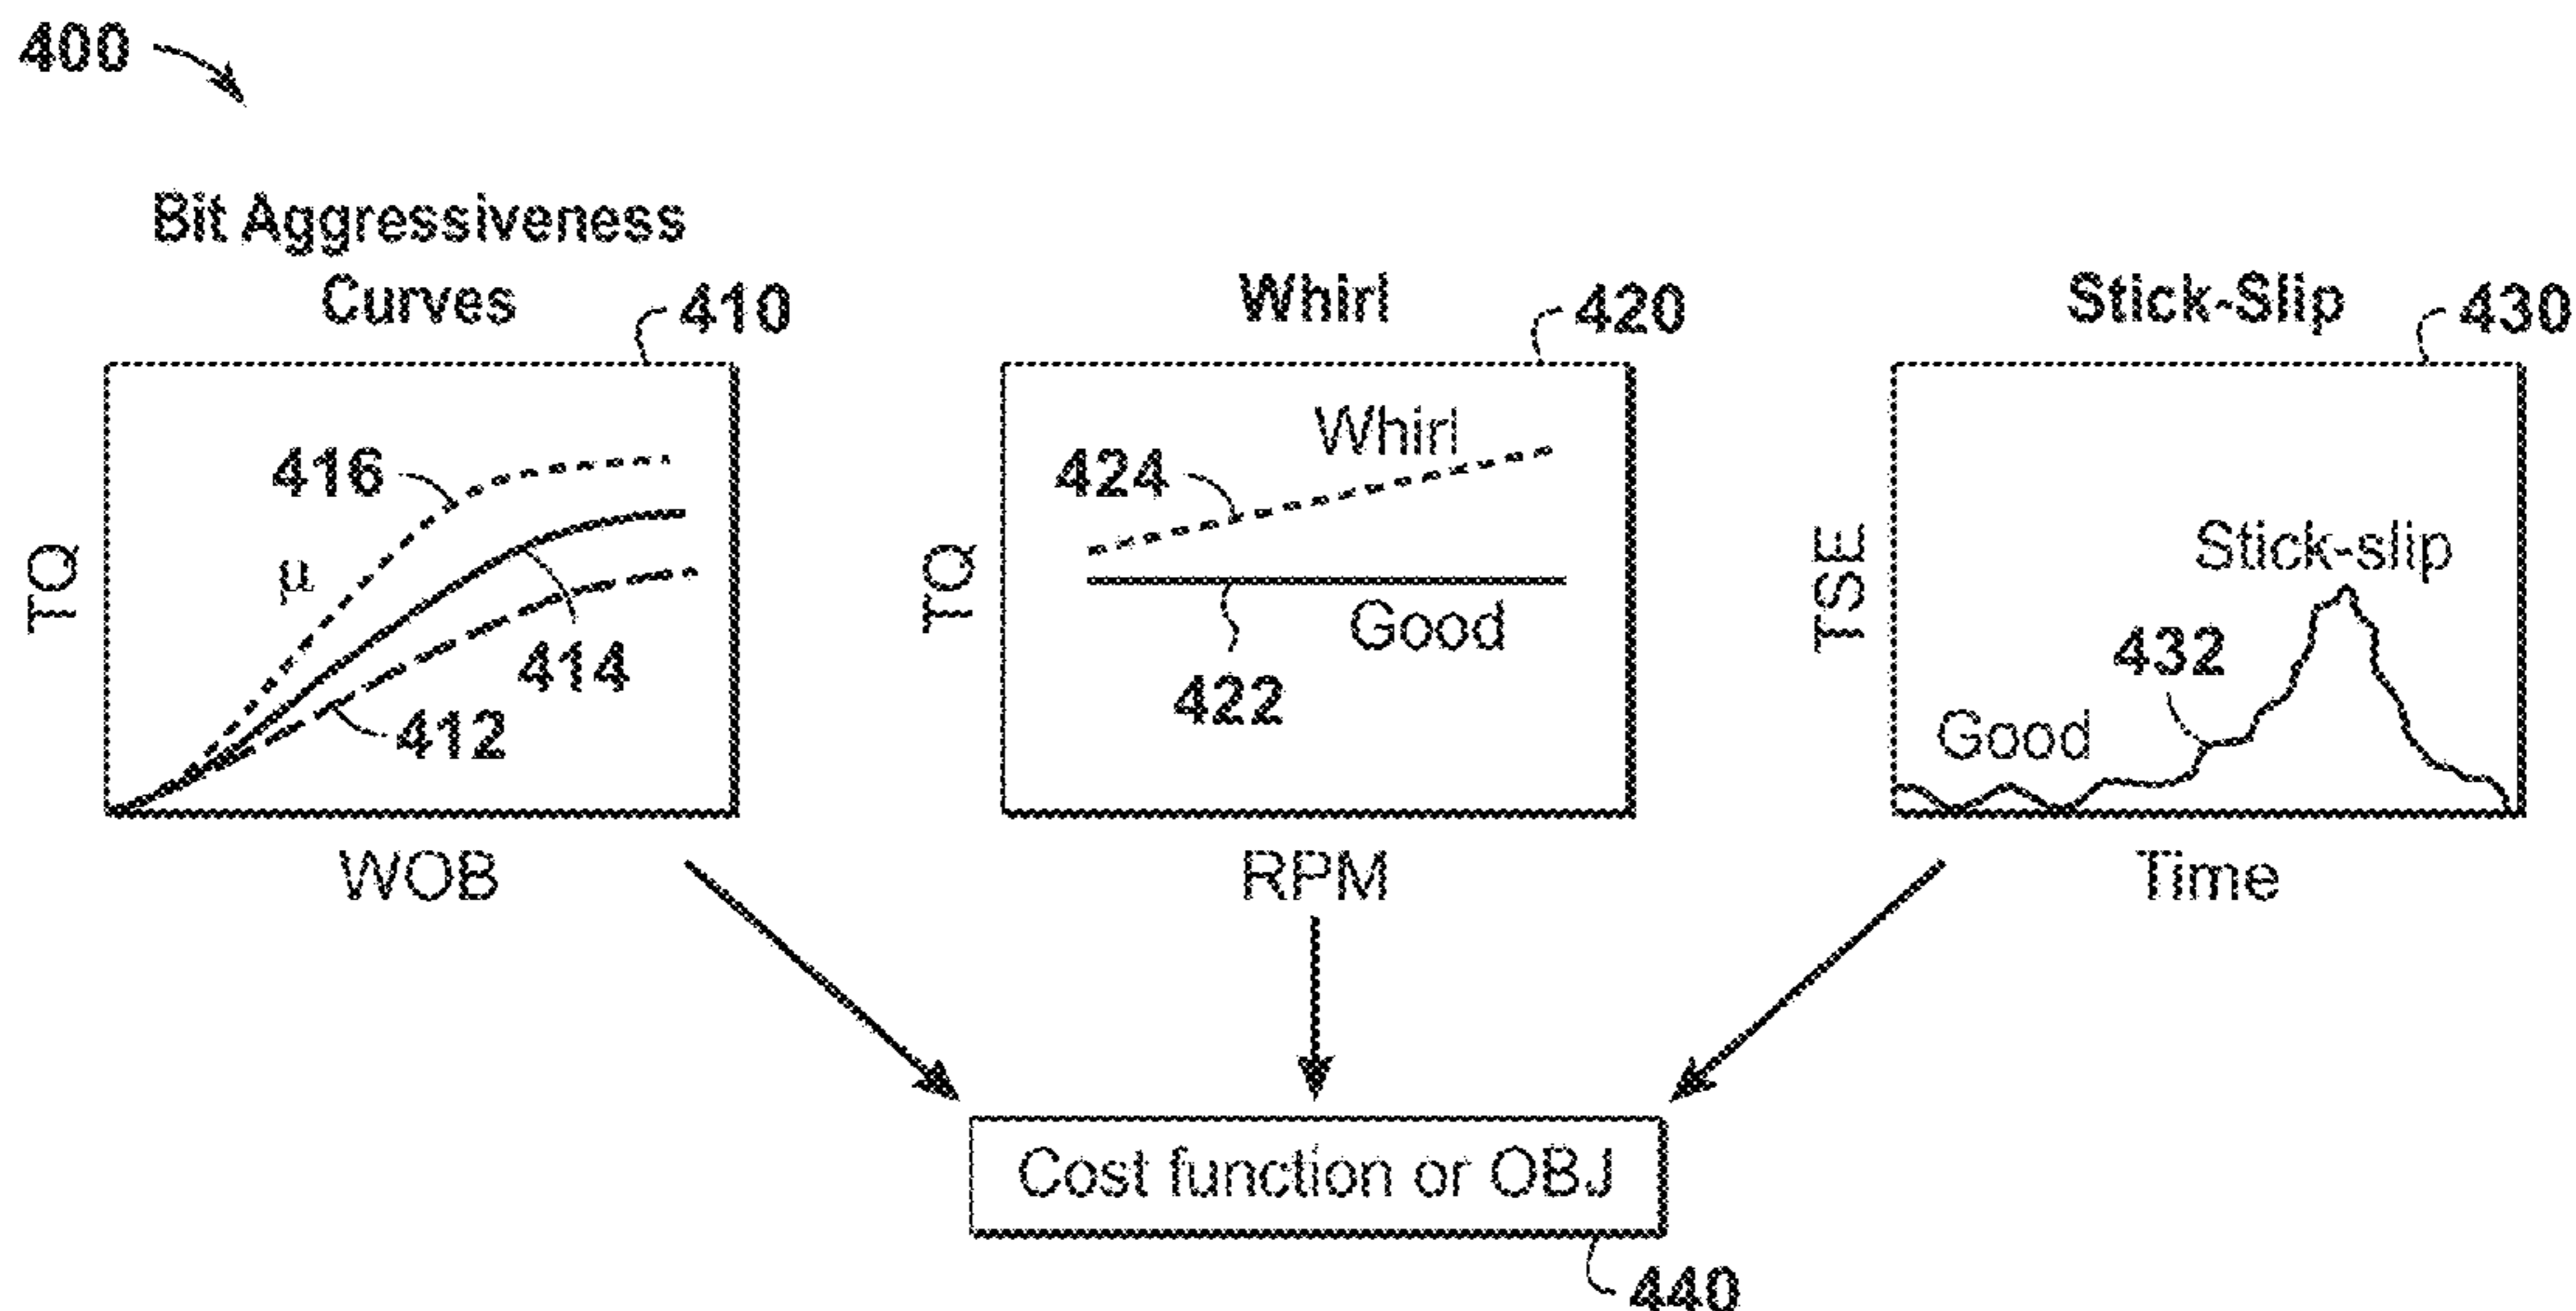 400
Bit Aggressiveness
Curves
410
TQ
416
μ
414
412
WOB
Whirl
420
TQ
Whirl
424
Good
422
RPM
Stick-Slip
430
TSE
Stick-slip
432
Good
Time
Cost function or OBJ
440